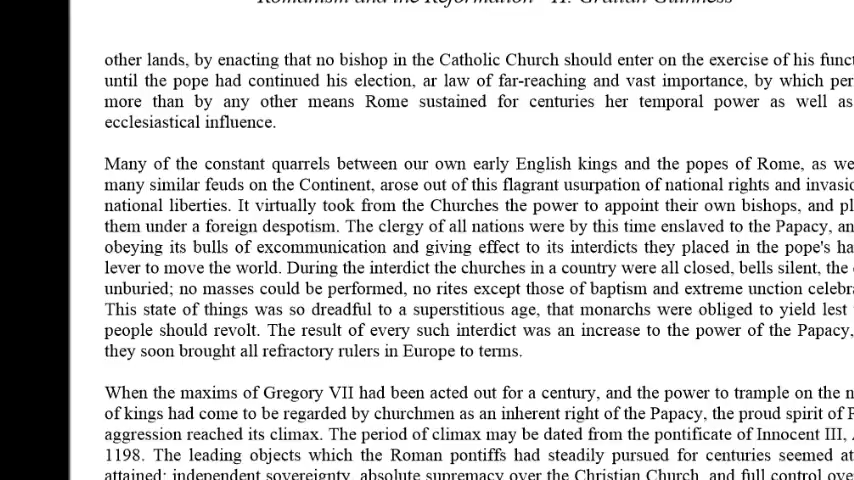 Romanism and the Reformation - H. Grattan Guinness
other lands, by enacting that no bishop in the Catholic Church should enter on the exercise of his
until the pope had continued his election, ar law of far-reaching and vast importance, by which
more than by any other means Rome sustained for centuries her temporal power as well as
ecclesiastical influence.
Many of the constant quarrels between our own early English kings and the popes of Rome, as
many similar feuds on the Continent, arose out of this flagrant usurpation of national rights and
national liberties. It virtually took from the Churches the power to appoint their own bishops, and
them under a foreign despotism. The clergy of all nations were by this time enslaved to the Papacy,
obeying its bulls of excommunication and giving effect to its interdicts they placed in the pope's
lever to move the world. During the interdict the churches in a country were all closed, bells silent, the
unburied; no masses could be performed, no rites except those of baptism and extreme unction
This state of things was so dreadful to a superstitious age, that monarchs were obliged to yield lest
people should revolt. The result of every such interdict was an increase to the power of the Papacy,
they soon brought all refractory rulers in Europe to terms.
When the maxims of Gregory VII had been acted out for a century, and the power to trample on the
of kings had come to be regarded by churchmen as an inherent right of the Papacy, the proud spirit of
aggression reached its climax. The period of climax may be dated from the pontificate of Innocent III,
1198. The leading objects which the Roman pontiffs had steadily pursued for centuries seemed at
attained: independent sovereignty, absolute supremacy over the Christian Church, and full control over